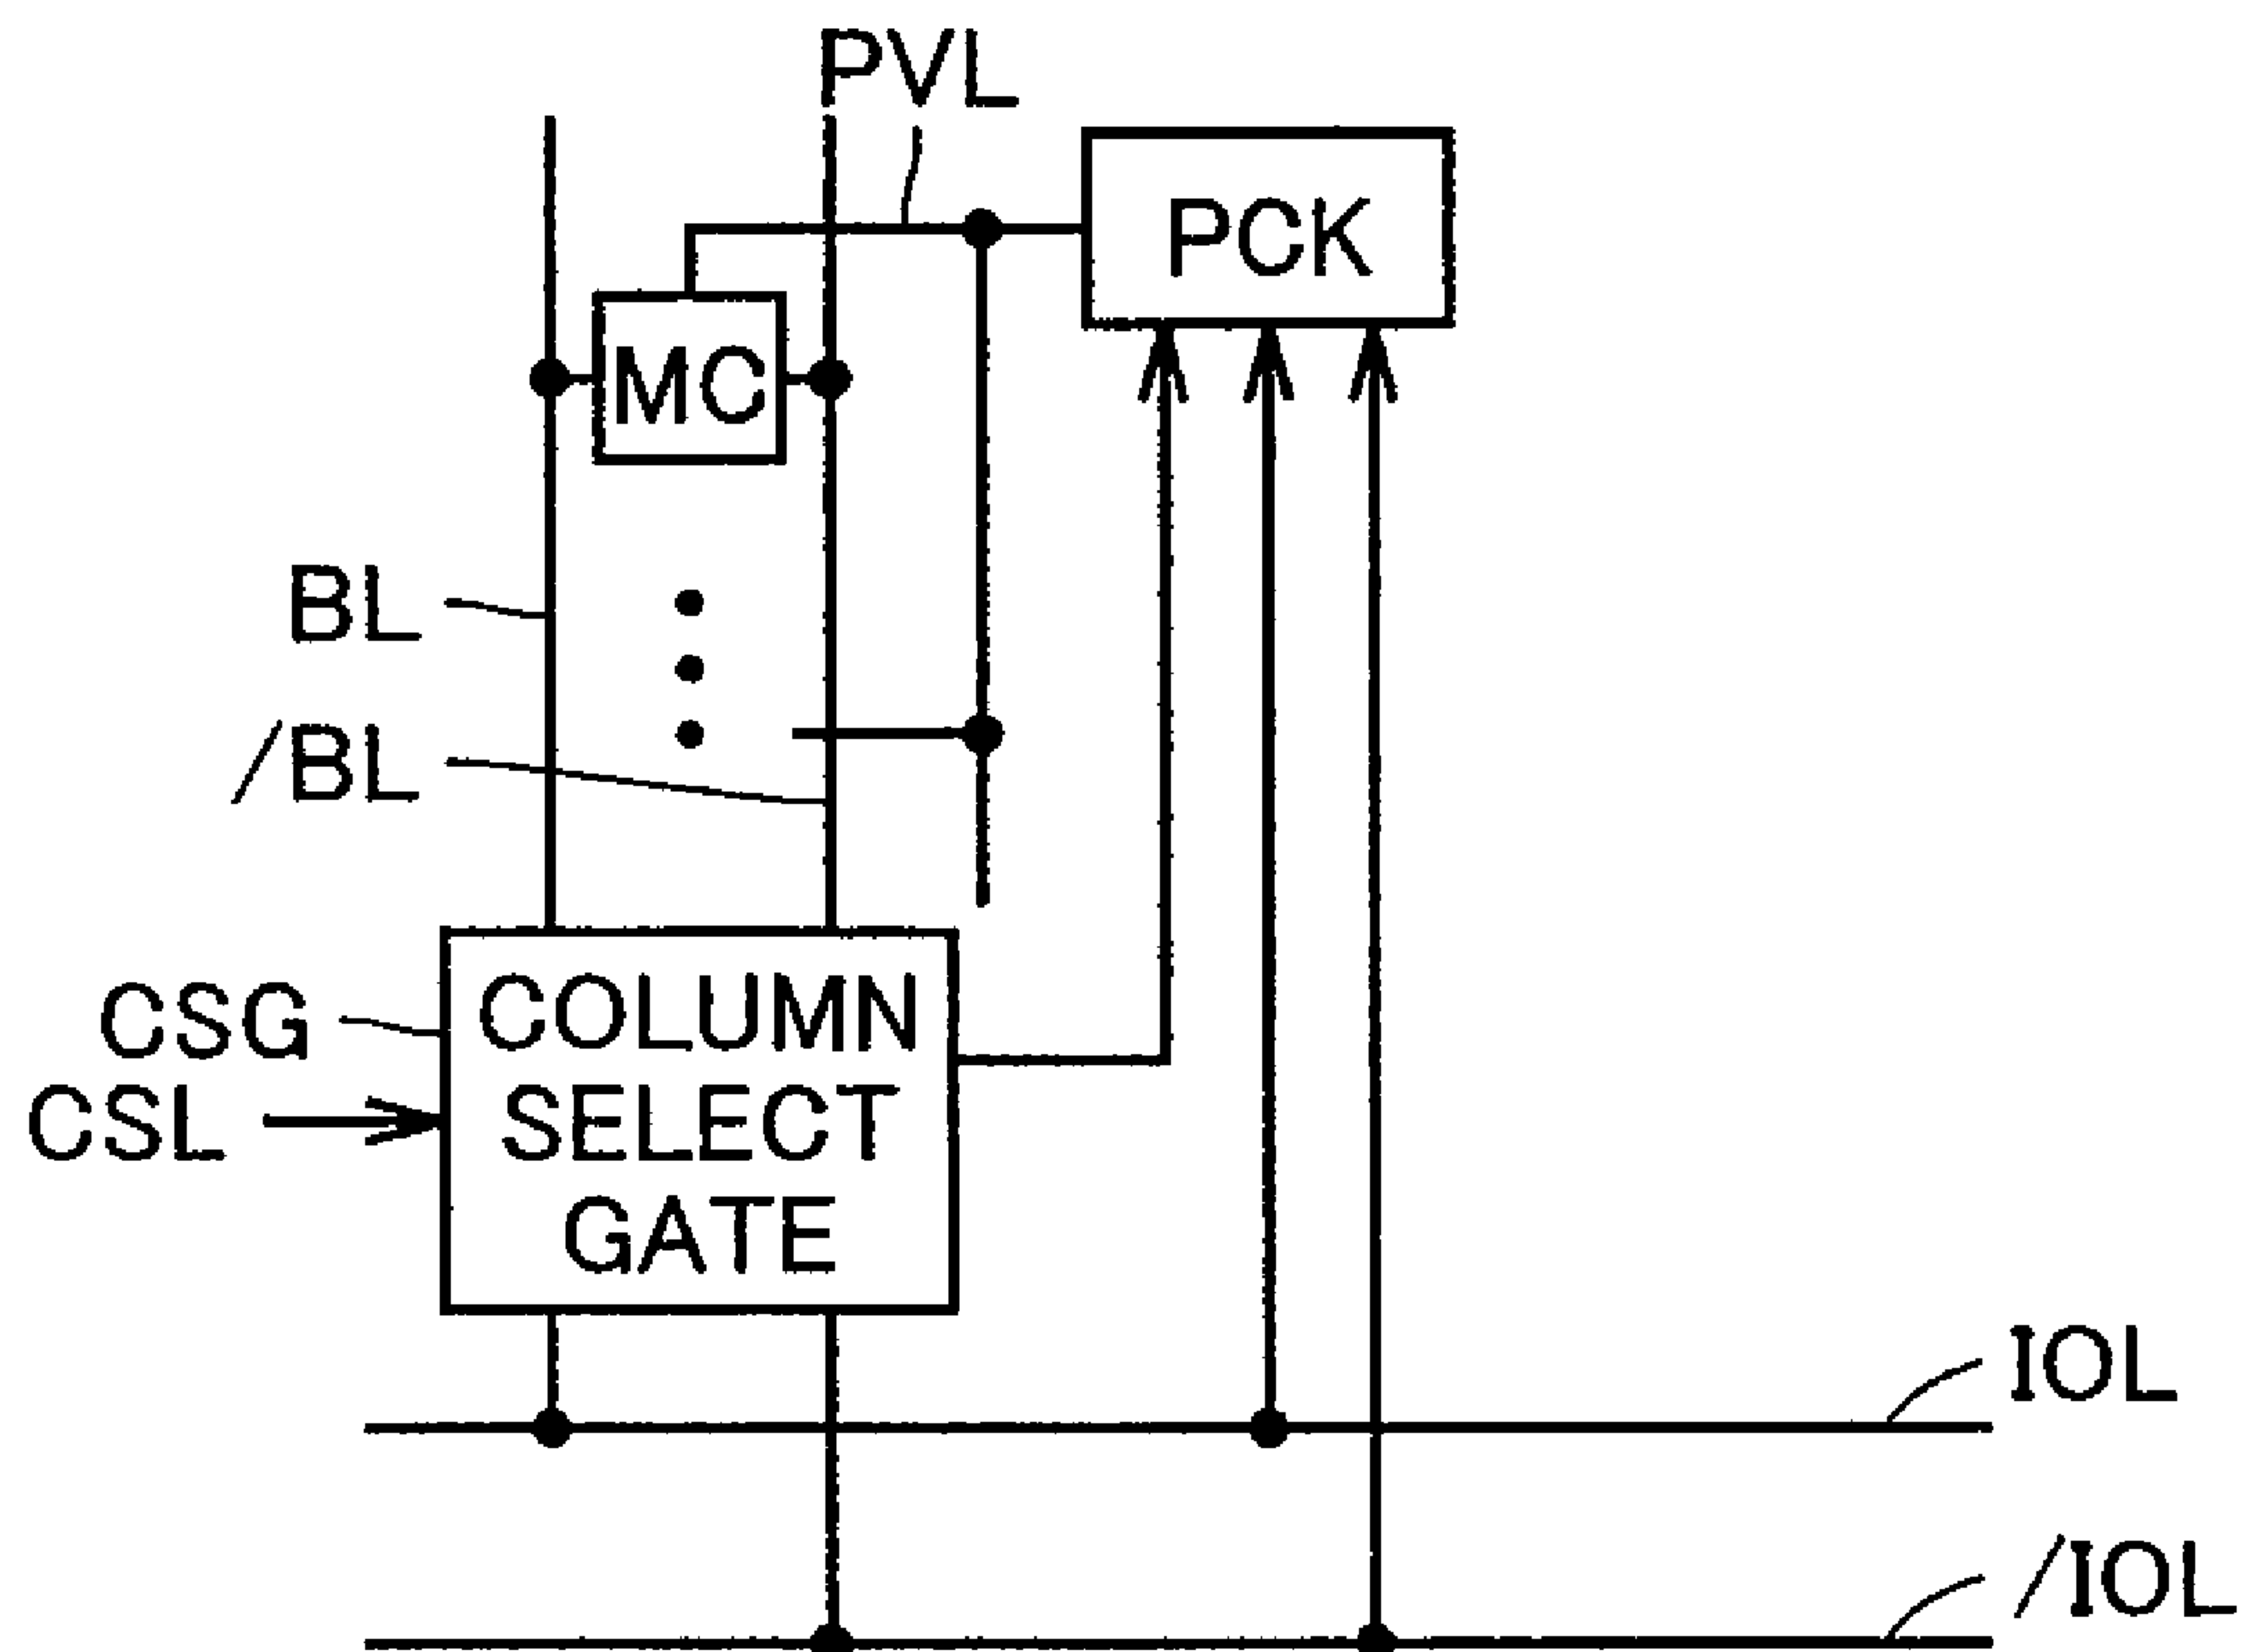 PVL
PCK
MC
BL
/BL
CSG
COLUMN
CSL
SELECT
GATE
IOL
/IOL